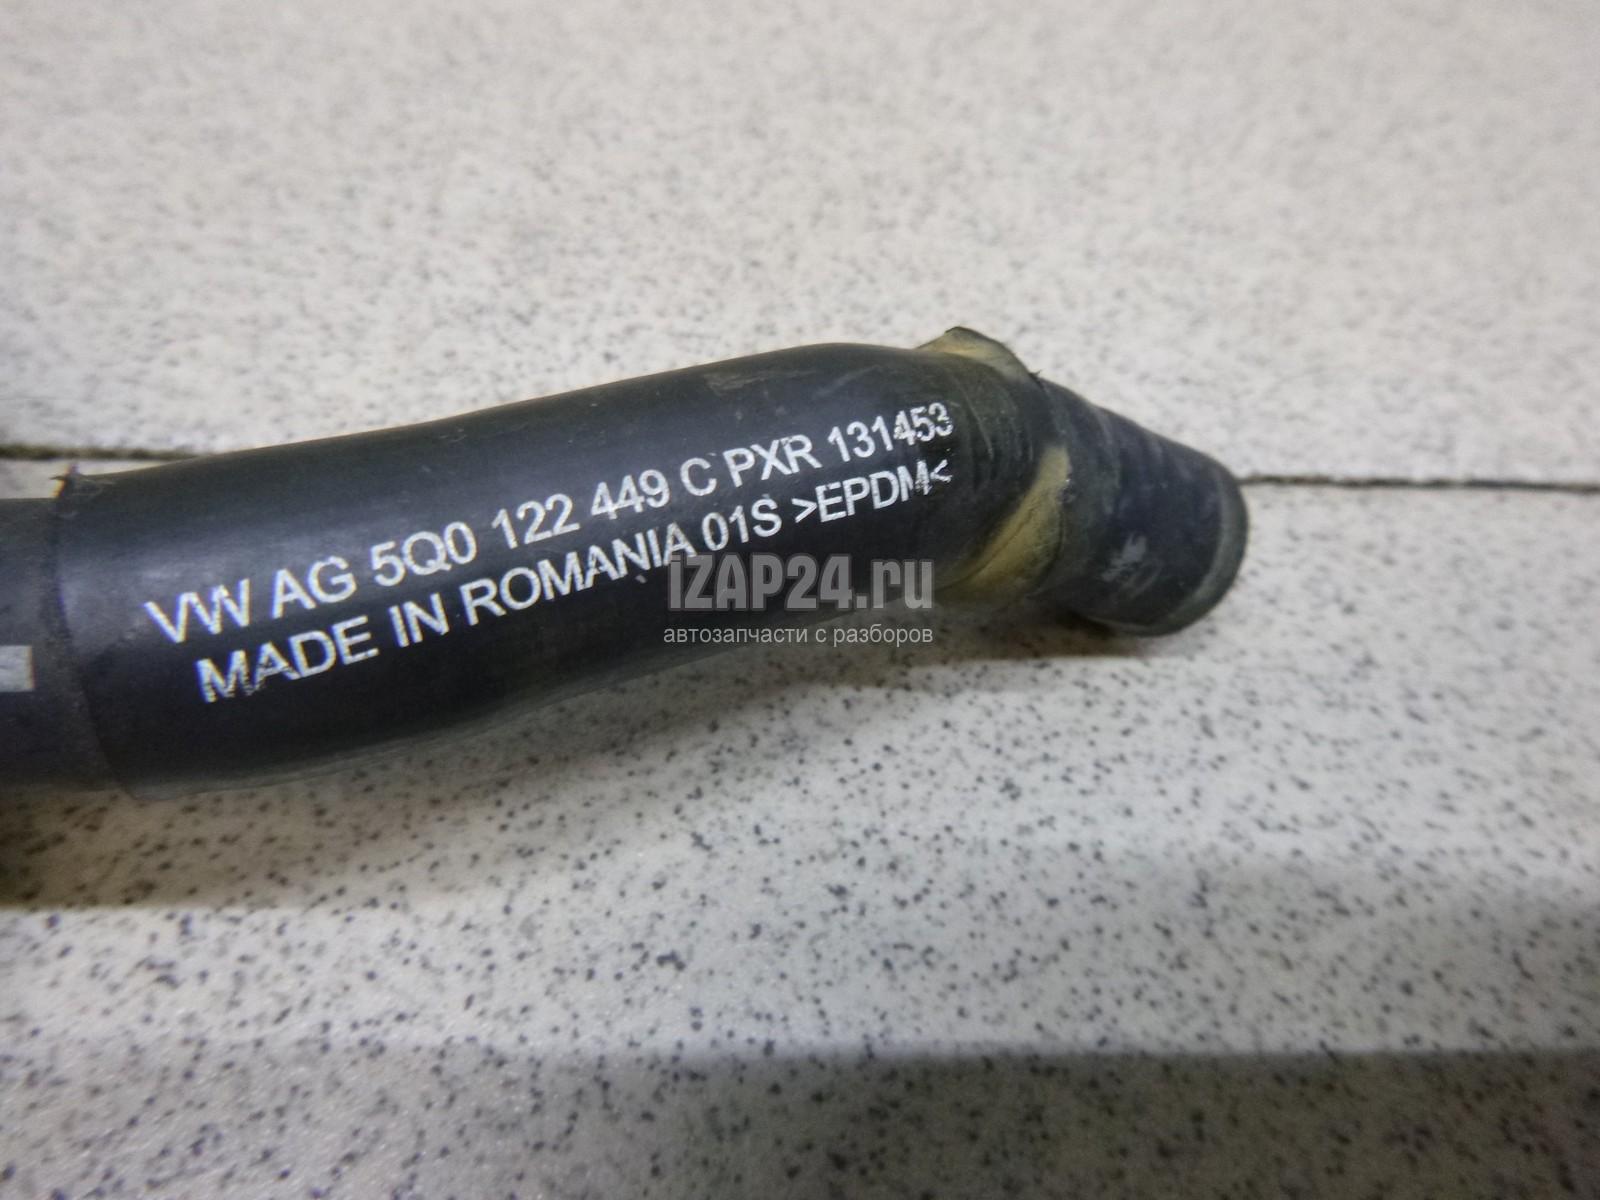 VW AG 5Q0 122 449 C PXR 131453
MADE IN ROMANIA 01S >EPDM<
iZAP24.ru
автозапчасти с разборов